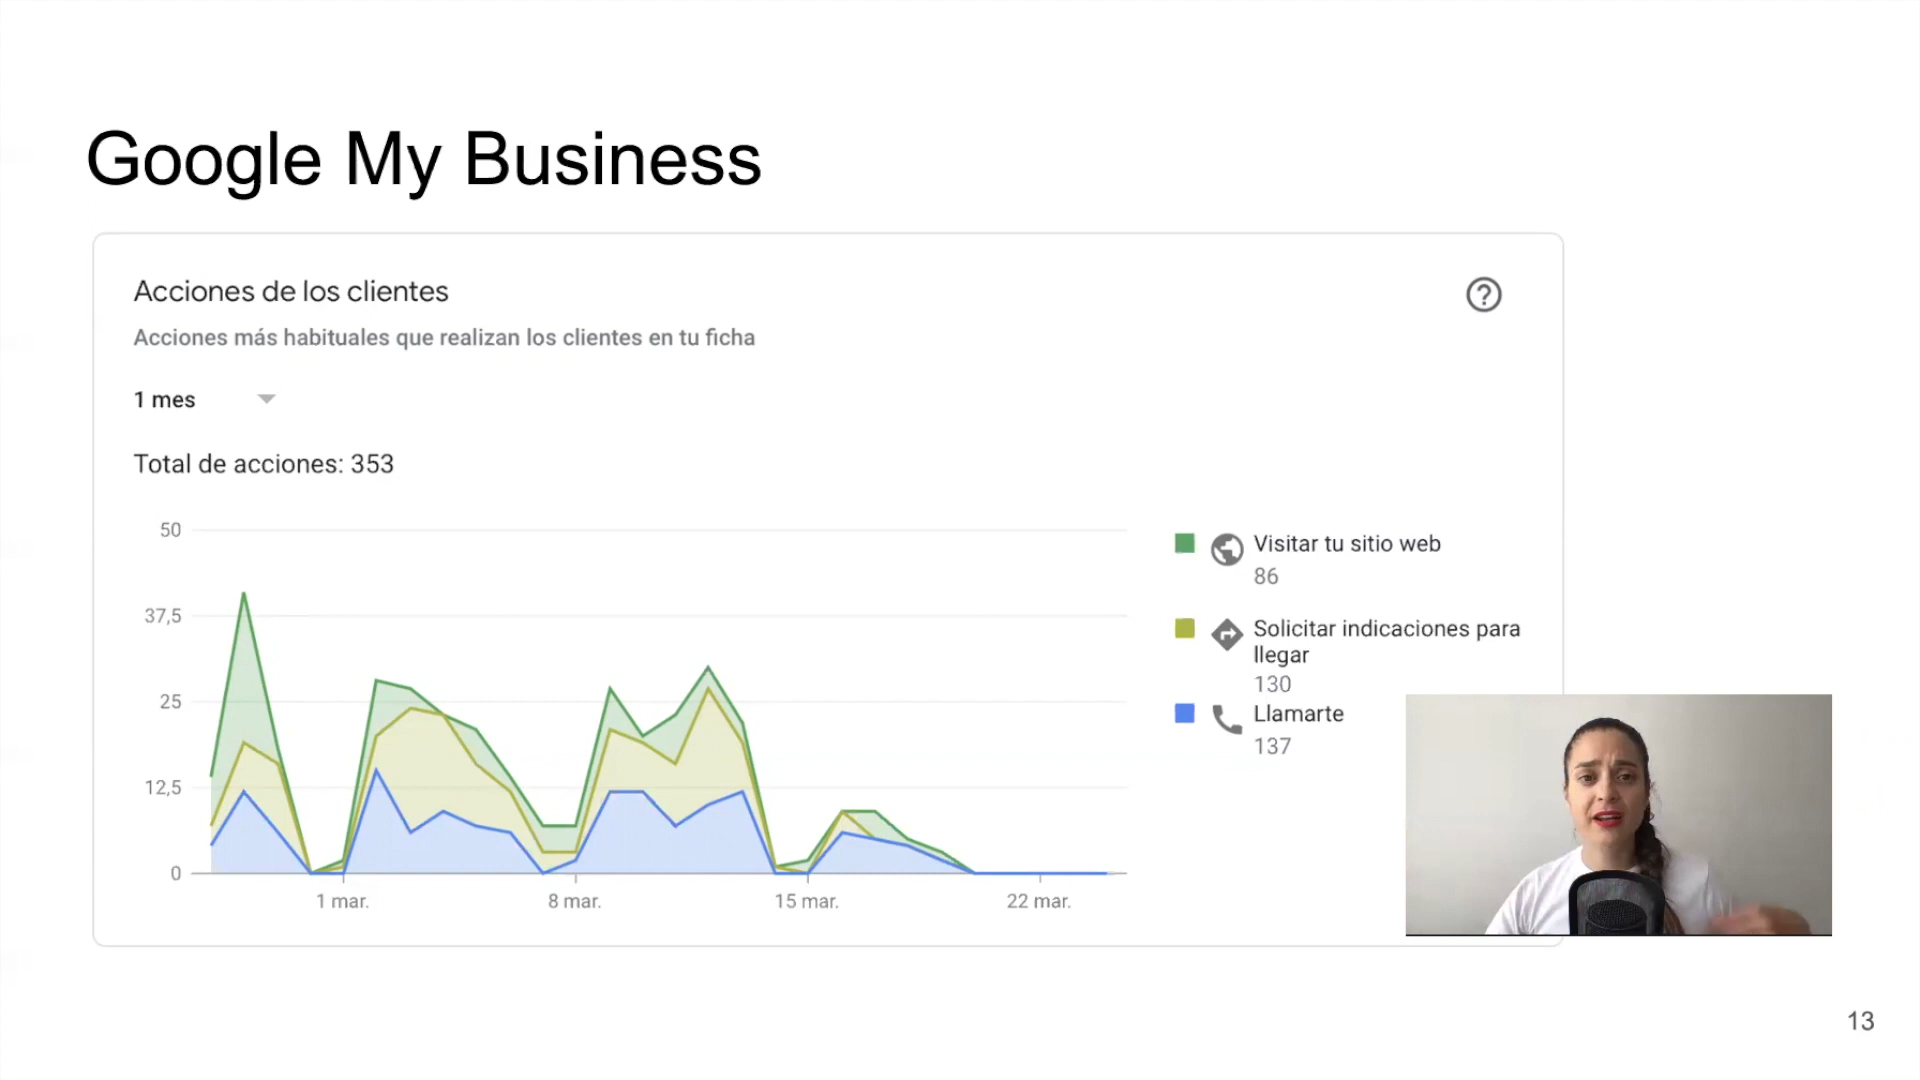 Google My Business
Acciones de los clientes
Acciones más habituales que realizan los clientes en tu ficha
1 mes
Total de acciones: 353
50
37,5
25
12,5
0
1 mar.
8 mar.
15 mar.
22 mar.
Visitar tu sitio web
86
Solicitar indicaciones para
llegar
130
Llamarte
137
13